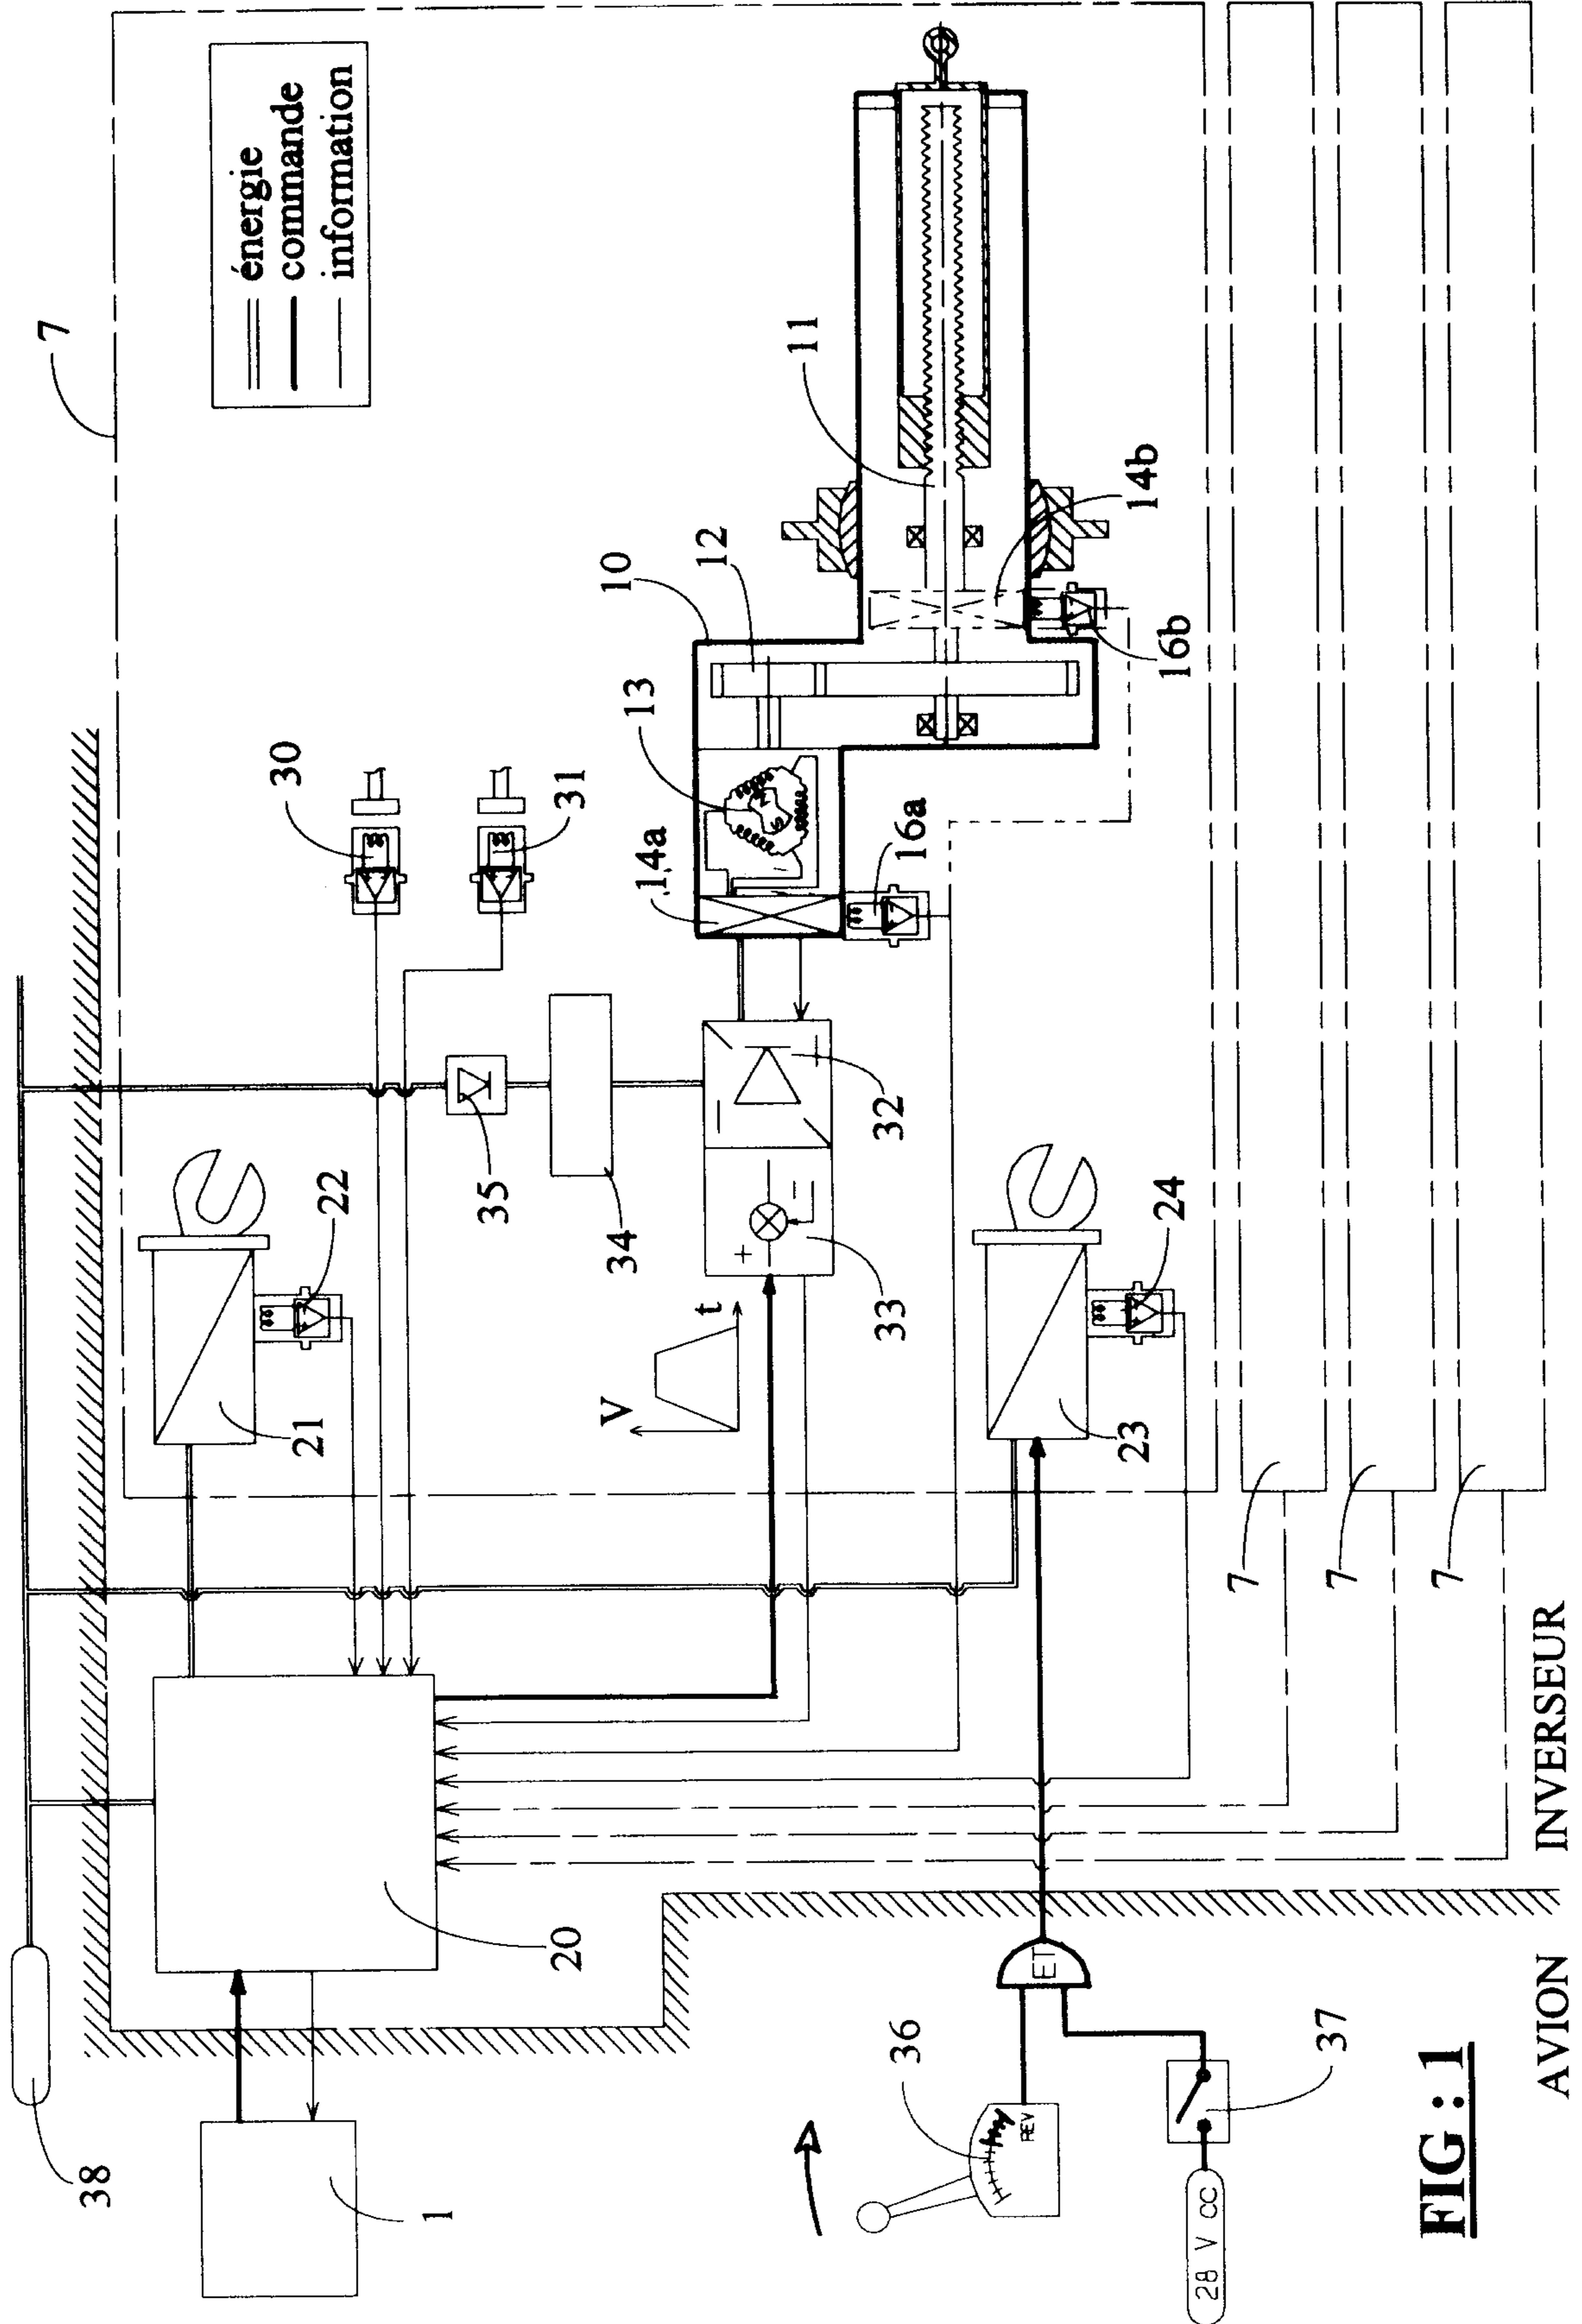 7
énergie
commande
information
30
31
10
12
11
13
14a
14b
16a
16b
21
22
35
34
32
33
V
t
+
23
24
20
38
1
7
7
7
ET
36
REV
37
28 V CC
AVION
INVERSEUR
FIG : 1